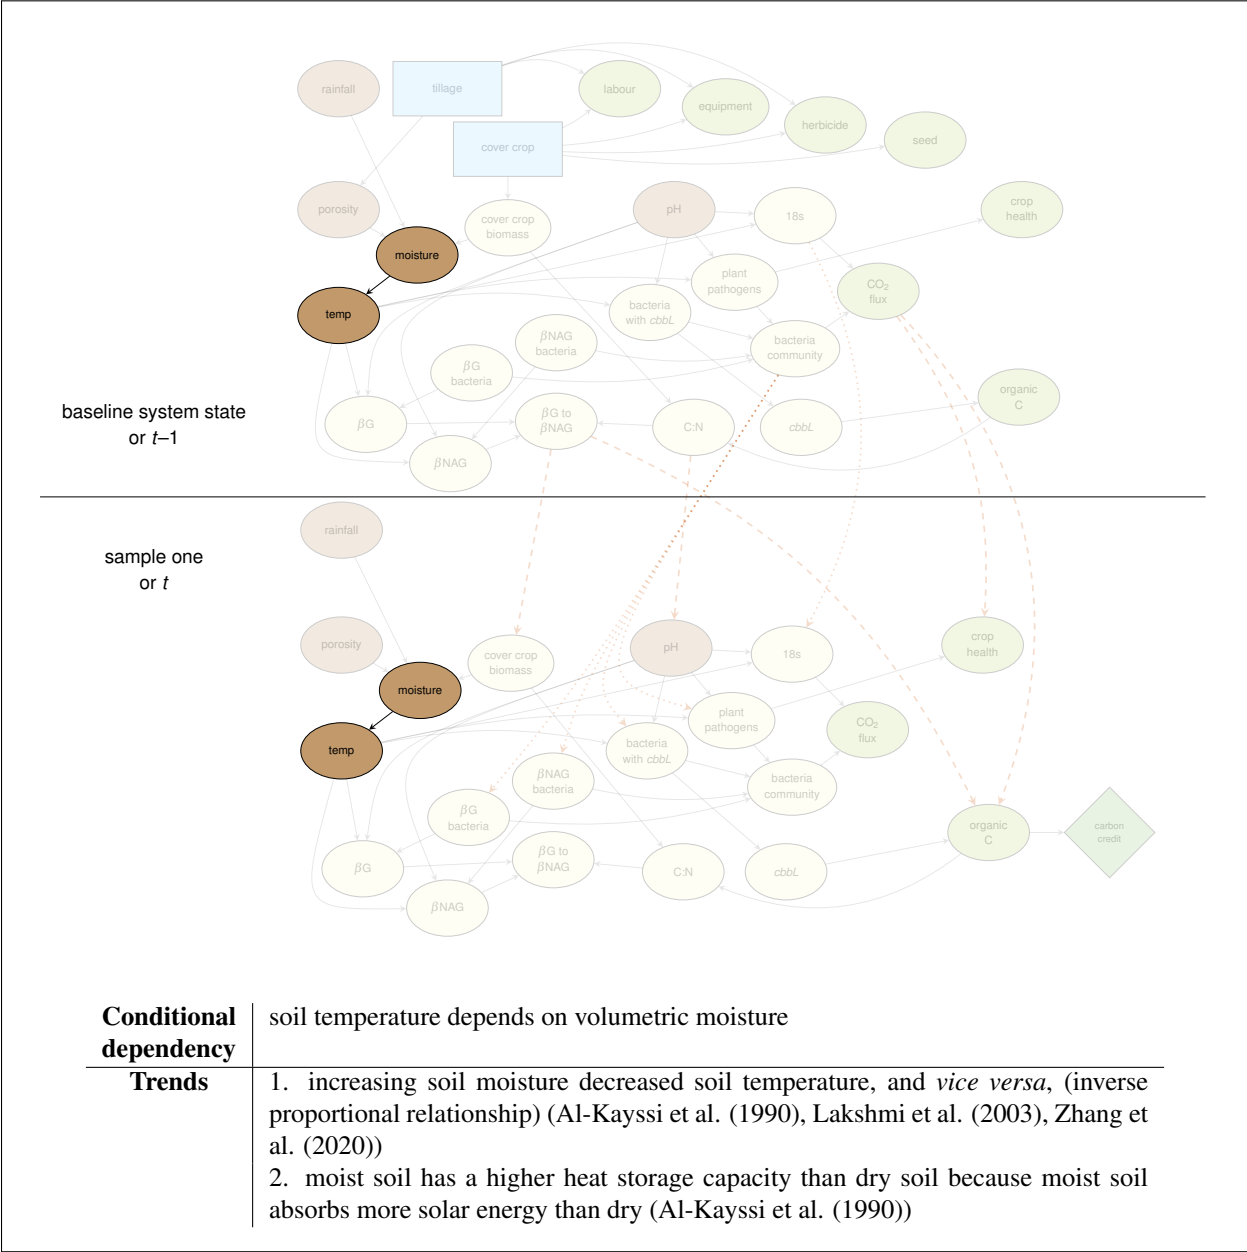 rainfall
tillage
labour
equipment
herbicide
seed
cover crop
porosity
cover crop
biomass
pH
18s
crop
health
moisture
plant
pathogens
CO₂
flux
temp
bacteria
with cbbL
βNAG
bacteria
bacteria
community
βG
bacteria
organic
C
baseline system state
or t–1
βG
βG to
βNAG
C:N
cbbL
βNAG
rainfall
sample one
or t
porosity
cover crop
biomass
pH
18s
crop
health
moisture
plant
pathogens
CO₂
flux
temp
bacteria
with cbbL
βNAG
bacteria
bacteria
community
βG
bacteria
organic
C
carbon
credit
βG
βG to
βNAG
C:N
cbbL
βNAG
Conditional dependency
soil temperature depends on volumetric moisture
Trends
1. increasing soil moisture decreased soil temperature, and vice versa, (inverse
proportional relationship) (Al-Kayssi et al. (1990), Lakshmi et al. (2003), Zhang et
al. (2020))
2. moist soil has a higher heat storage capacity than dry soil because moist soil
absorbs more solar energy than dry (Al-Kayssi et al. (1990))